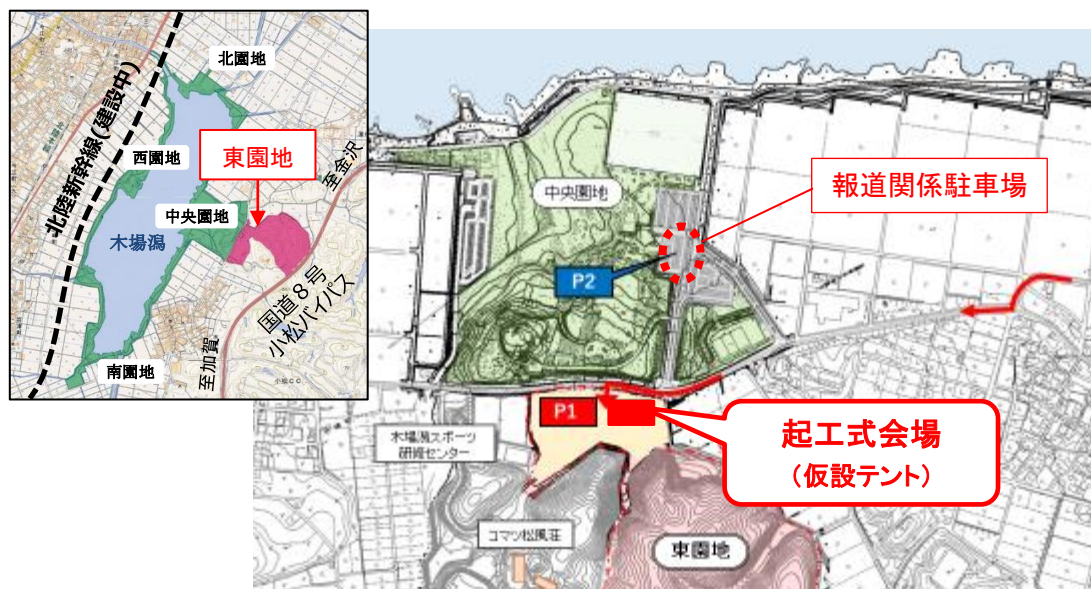 北園地
北陸新幹線(建設中)
西園地
東園地
至金沢
中央園地
木場潟
国道8号
小松バイパス
南園地
至加賀
小松CC
中央園地
報道関係駐車場
P2
P1
起工式会場
(仮設テント)
木場潟スポーツ
研修センター
コマツ松風荘
東園地